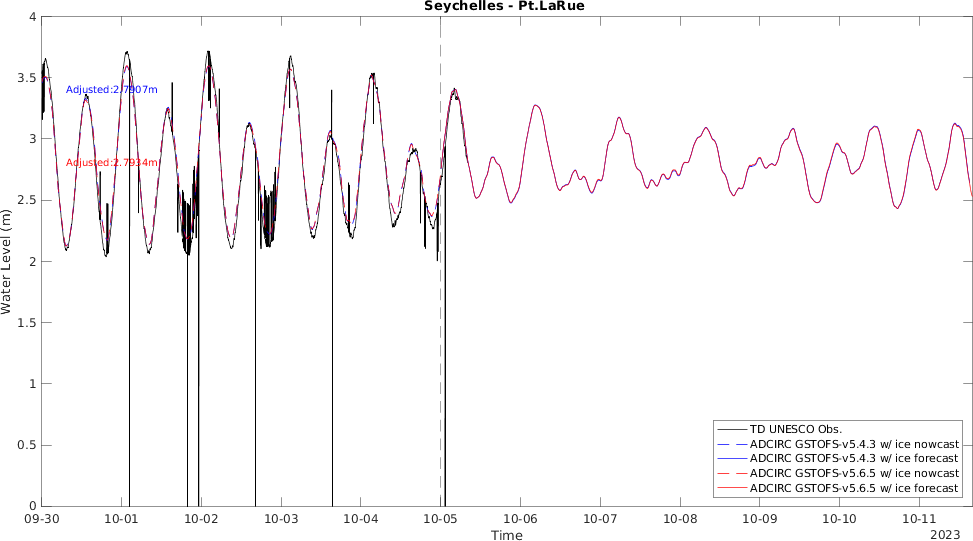 Seychelles - Pt.LaRue
4
3.5
3
2.5
2
1.5
1
0.5
0
Water Level (m)
Adjusted:2.7907m
Adjusted:2.7934m
TD UNESCO Obs.
ADCIRC GSTOFS-v5.4.3 w/ ice nowcast
ADCIRC GSTOFS-v5.4.3 w/ ice forecast
ADCIRC GSTOFS-v5.6.5 w/ ice nowcast
ADCIRC GSTOFS-v5.6.5 w/ ice forecast
09-30 10-01 10-02 10-03 10-04 10-05 10-06 10-07 10-08 10-09 10-10 10-11
Time
2023